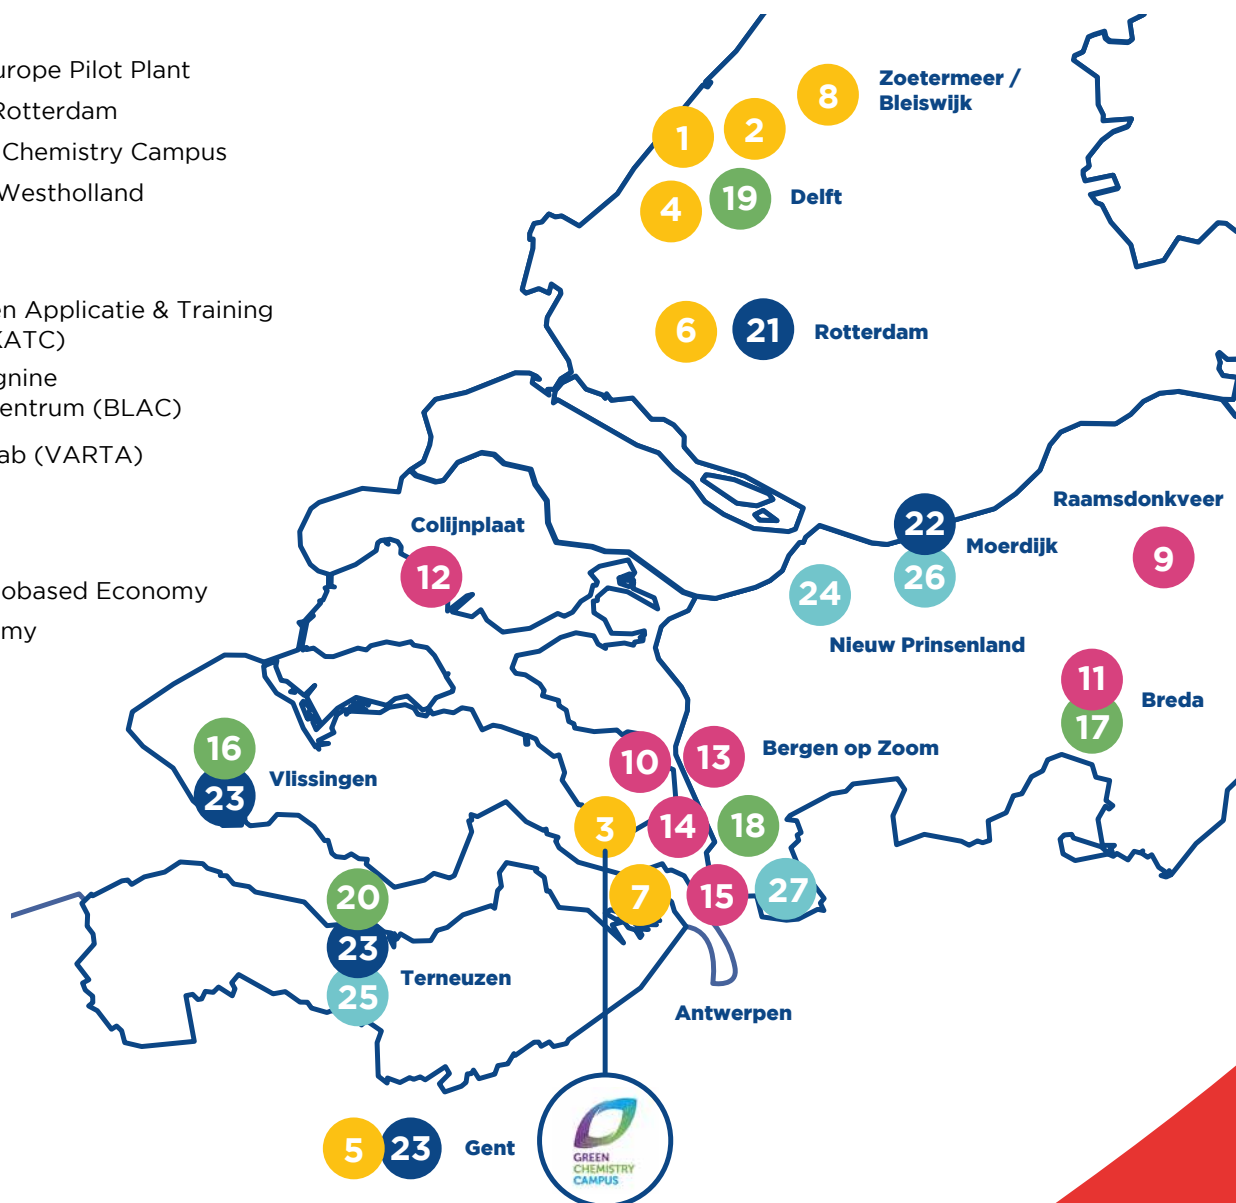 urope Pilot Plant
Rotterdam
Chemistry Campus
Westholland
en Applicatie & Training
KATC)
gnine
entrum (BLAC)
ab (VARTA)
obased Economy
my
8
Zoetermeer /
Bleiswijk
1
2
4
19
Delft
6
21
Rotterdam
22
Moerdijk
26
24
Nieuw Prinsenland
Raamsdonkveer
9
Colijnplaat
12
11
Breda
17
16
Vlissingen
23
10
13
Bergen op Zoom
3
14
18
7
15
27
20
23
Terneuzen
25
Antwerpen
5
23
Gent
GREEN
CHEMISTRY
CAMPUS